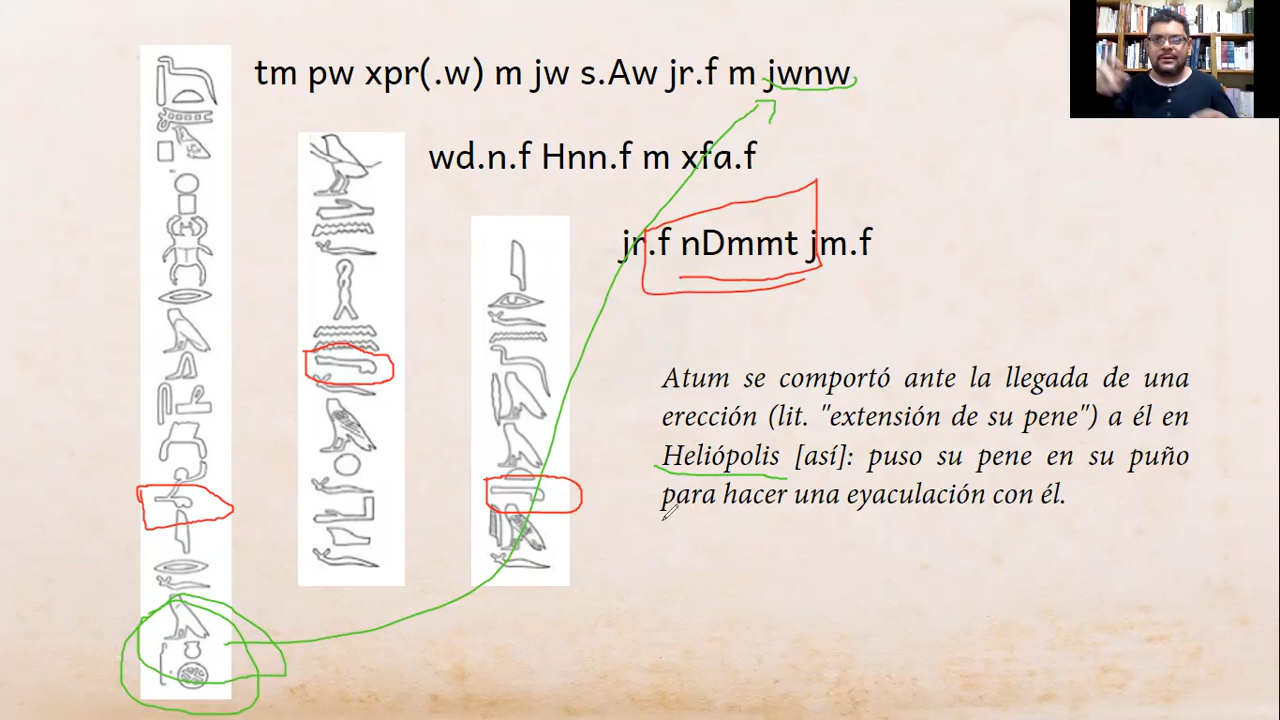 tm pw xpr(.w) m jw s.Aw jr.f m jwnw
wd.n.f Hnn.f m xfa.f
jr.f nDmmt jm.f
Atum se comportó ante la llegada de una
erección (lit. "extensión de su pene") a él en
Heliópolis [así]: puso su pene en su puño
para hacer una eyaculación con él.